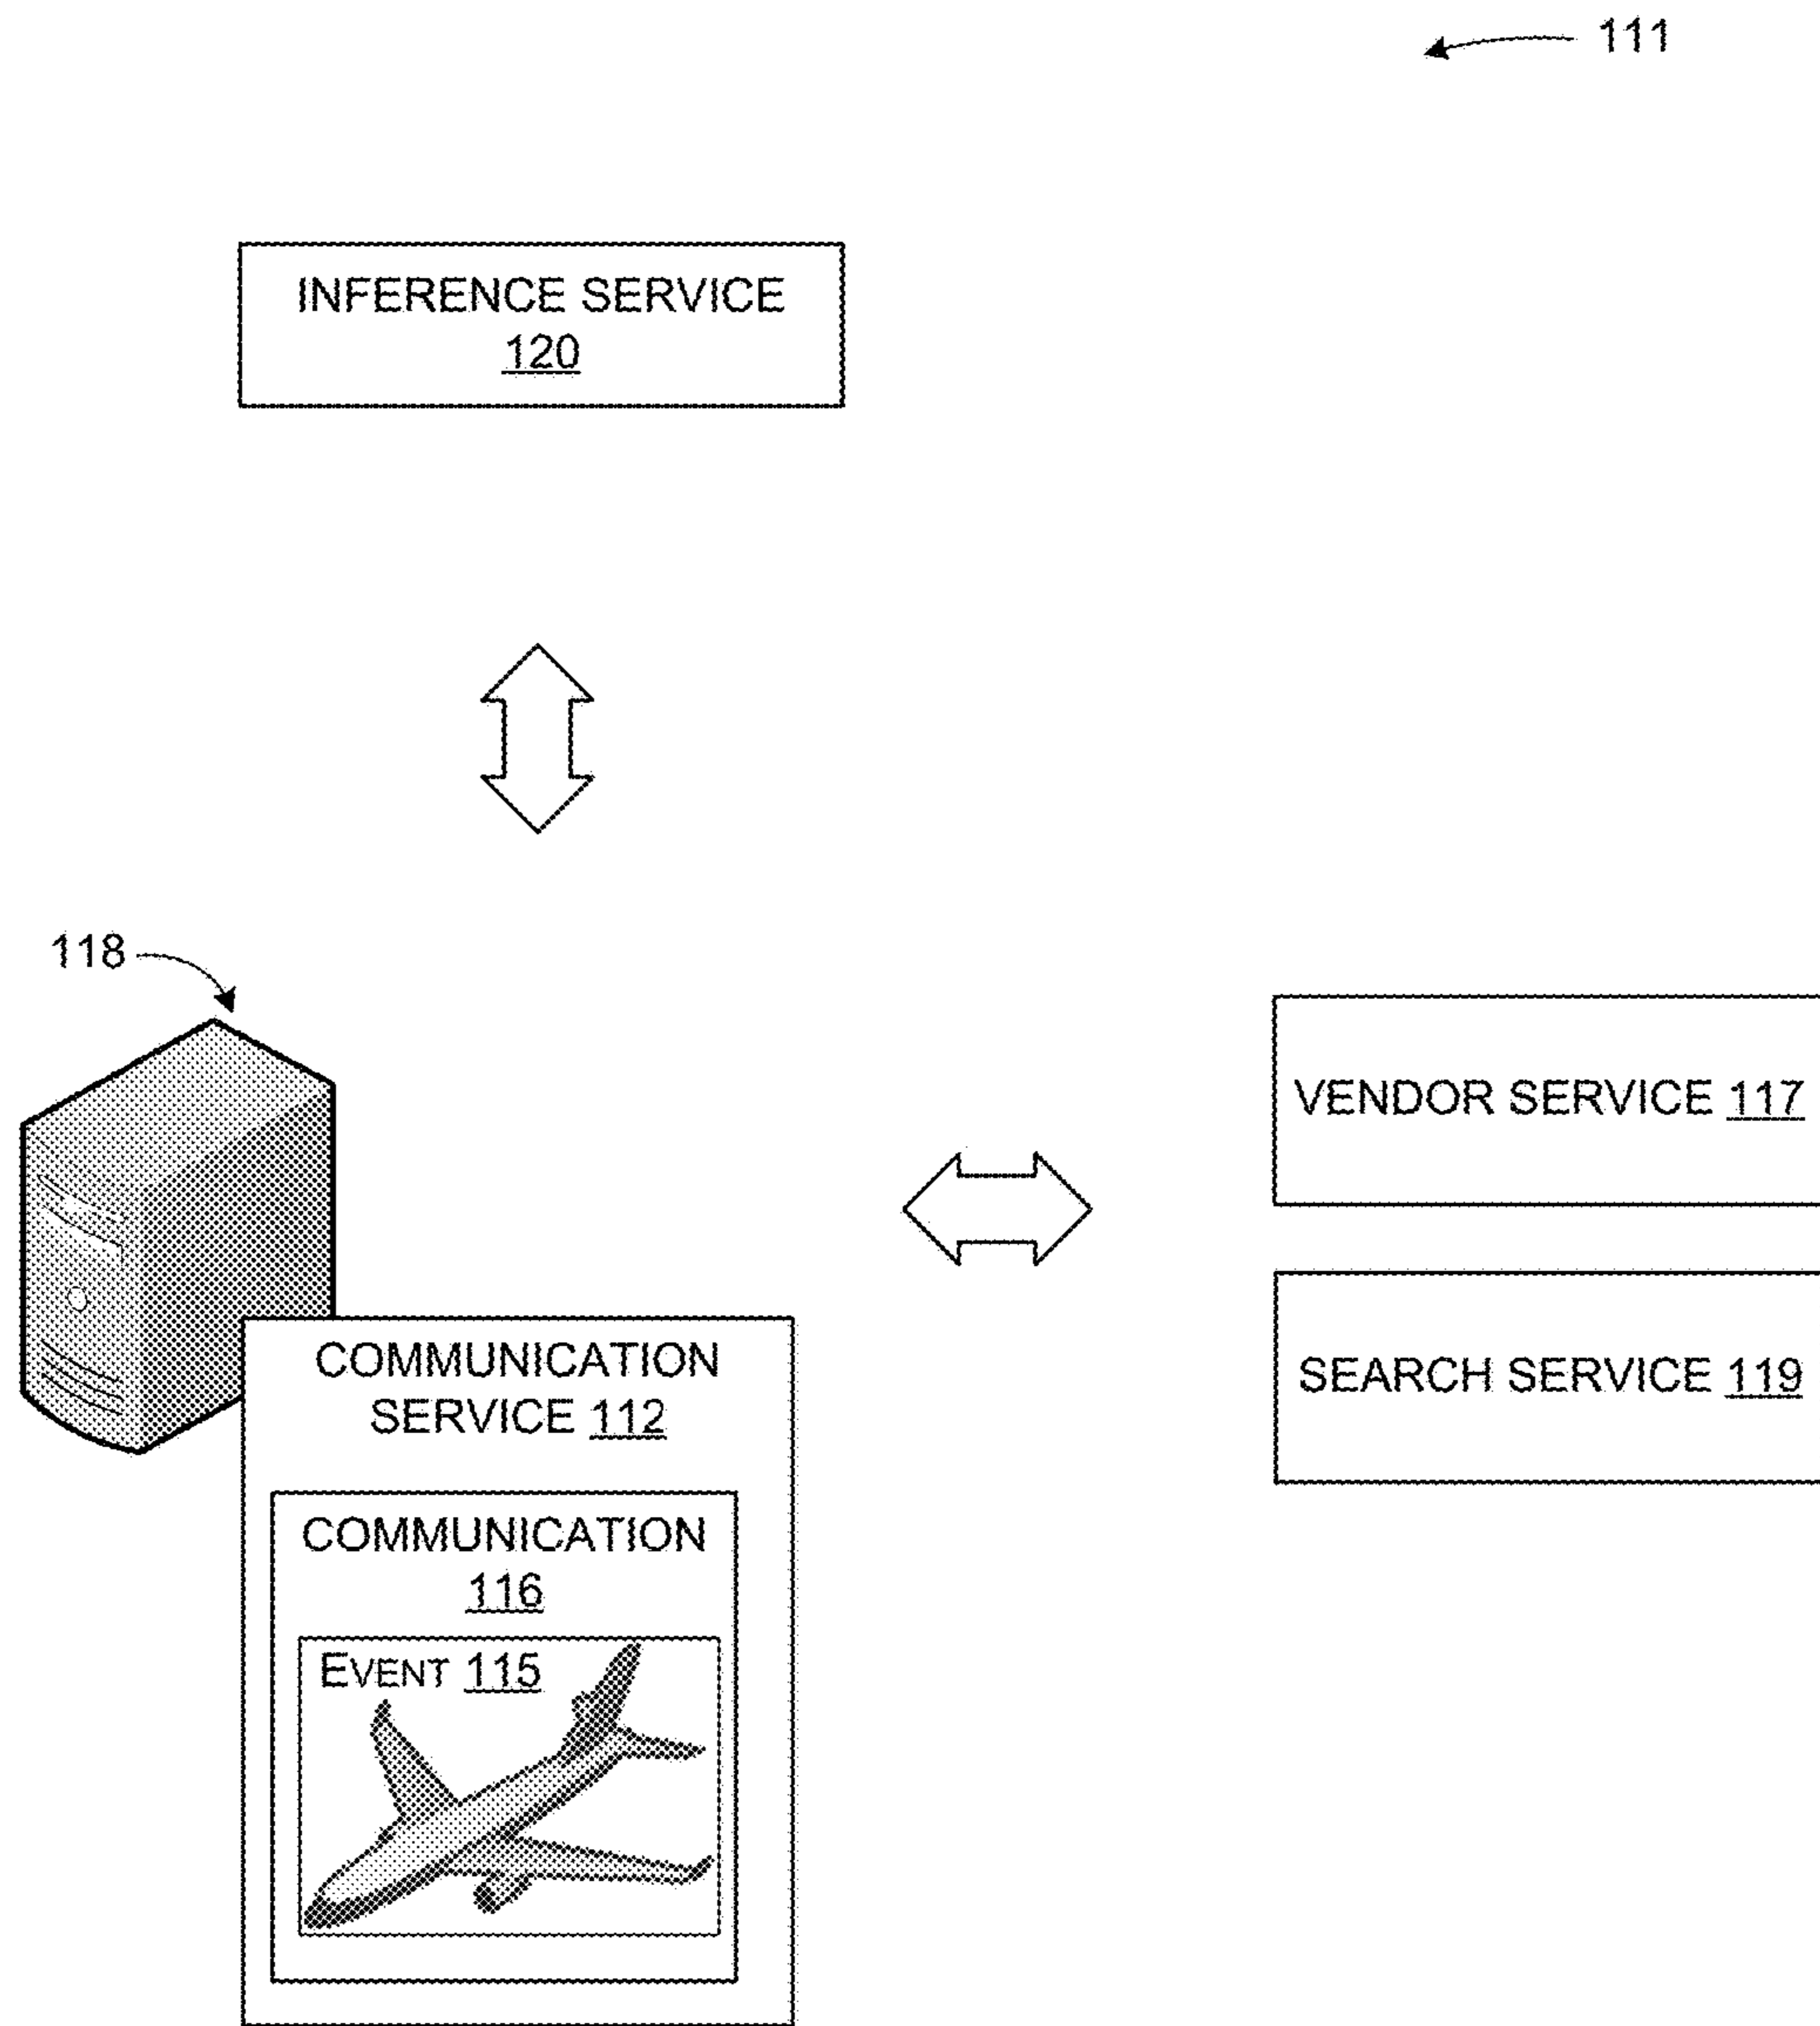 111
INFERENCE SERVICE
120
118
VENDOR SERVICE 117
SEARCH SERVICE 119
COMMUNICATION
SERVICE 112
COMMUNICATION
116
EVENT 115